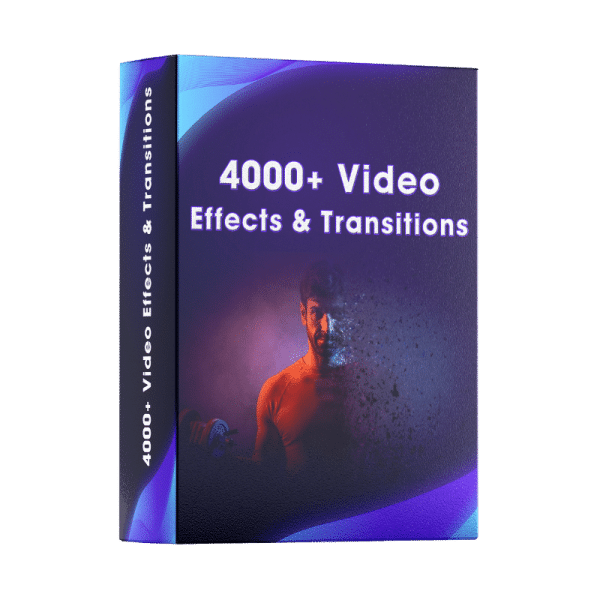 4000+ Video Effects & Transitions
4000+ Video
Effects & Transitions